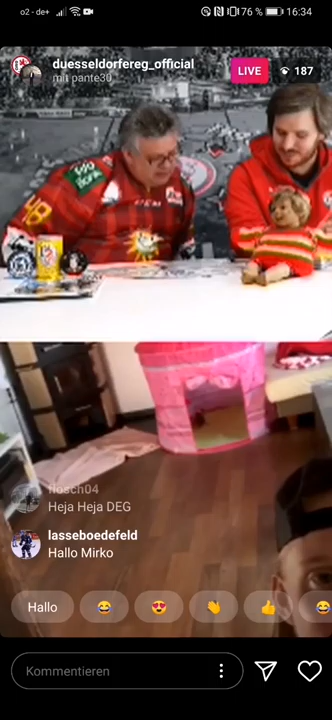 o2 - de+
76 %
16:34
duesseldorfereg_official
mit pante30
LIVE
187
flosch04
Heja Heja DEG
lasseboedefeld
Hallo Mirko
Hallo
Kommentieren